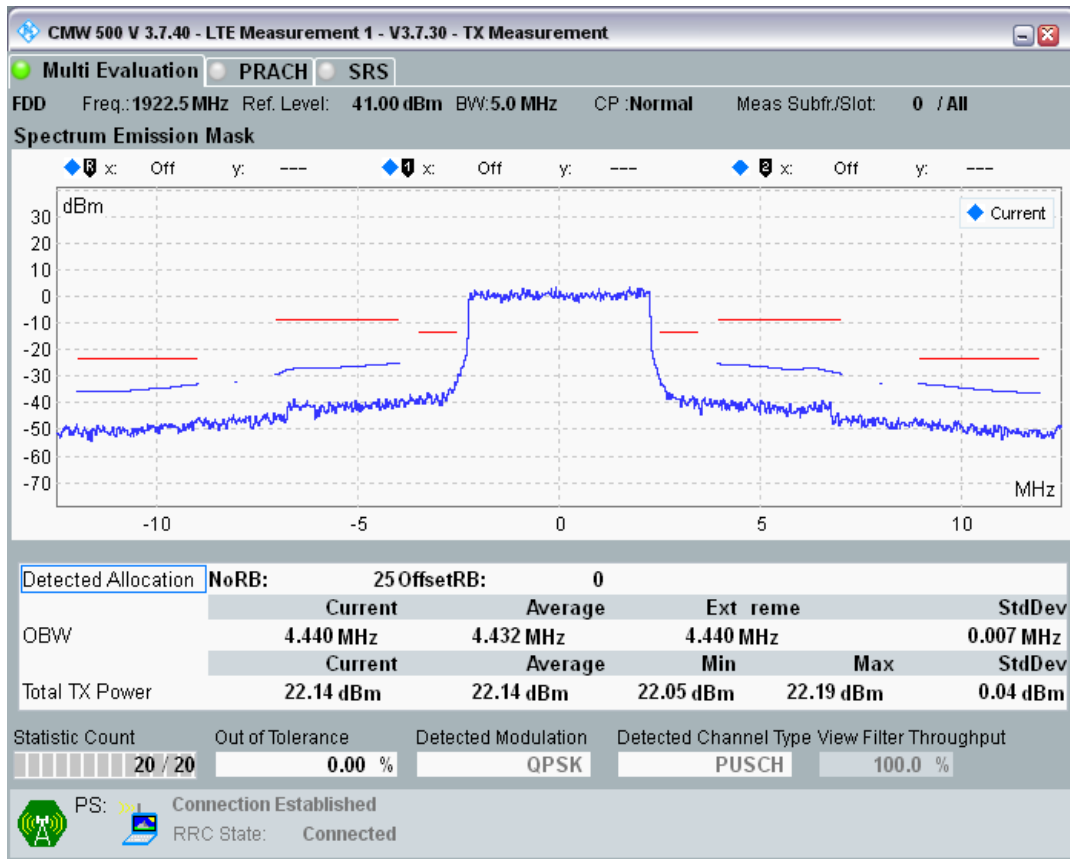 CMW 500 V 3.7.40 - LTE Measurement 1 - V3.7.30 - TX Measurement
Multi Evaluation PRACH SRS
FDD Freq.: 1922.5 MHz Ref. Level: 41.00 dBm BW: 5.0 MHz CP :Normal Meas Subfr./Slot: 0 / All
Spectrum Emission Mask
R x: Off y: --- 1 x: Off y: --- 2 x: Off y: ---
dBm
Current
30
20
10
0
-10
-20
-30
-40
-50
-60
-70
MHz
-10 -5 0 5 10
Detected Allocation NoRB: 25 OffsetRB: 0
Current Average Ext reme StdDev
OBW 4.440 MHz 4.432 MHz 4.440 MHz 0.007 MHz
Current Average Min Max StdDev
Total TX Power 22.14 dBm 22.14 dBm 22.05 dBm 22.19 dBm 0.04 dBm
Statistic Count Out of Tolerance Detected Modulation Detected Channel Type View Filter Throughput
20 / 20 0.00 % QPSK PUSCH 100.0 %
PS: Connection Established
RRC State: Connected